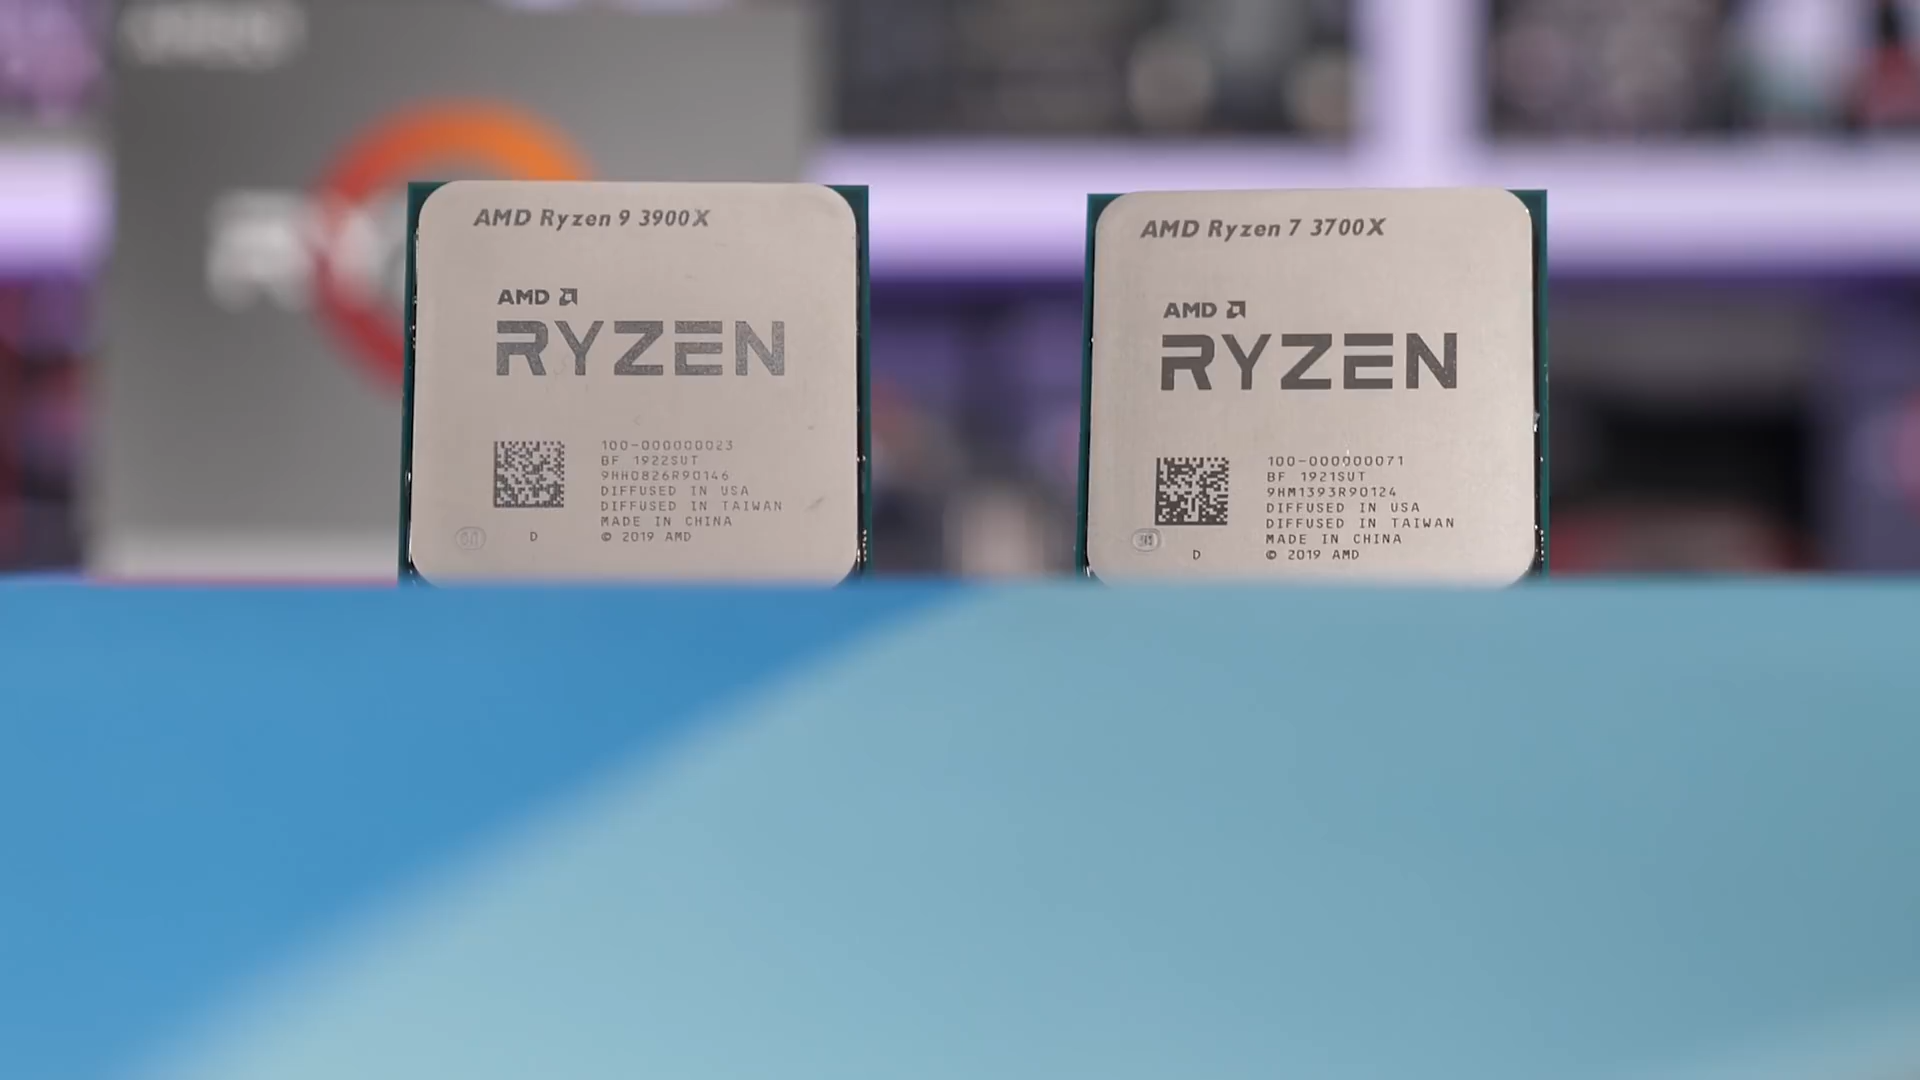 AMD Ryzen 9 3900X
AMD
RYZEN
100-000000023
BF 1922SUT
9HH0826R90146
DIFFUSED IN USA
DIFFUSED IN TAIWAN
MADE IN CHINA
© 2019 AMD
D
AMD Ryzen 7 3700X
AMD
RYZEN
100-000000071
BF 1921SUT
9HM1393R90124
DIFFUSED IN USA
DIFFUSED IN TAIWAN
MADE IN CHINA
© 2019 AMD
D